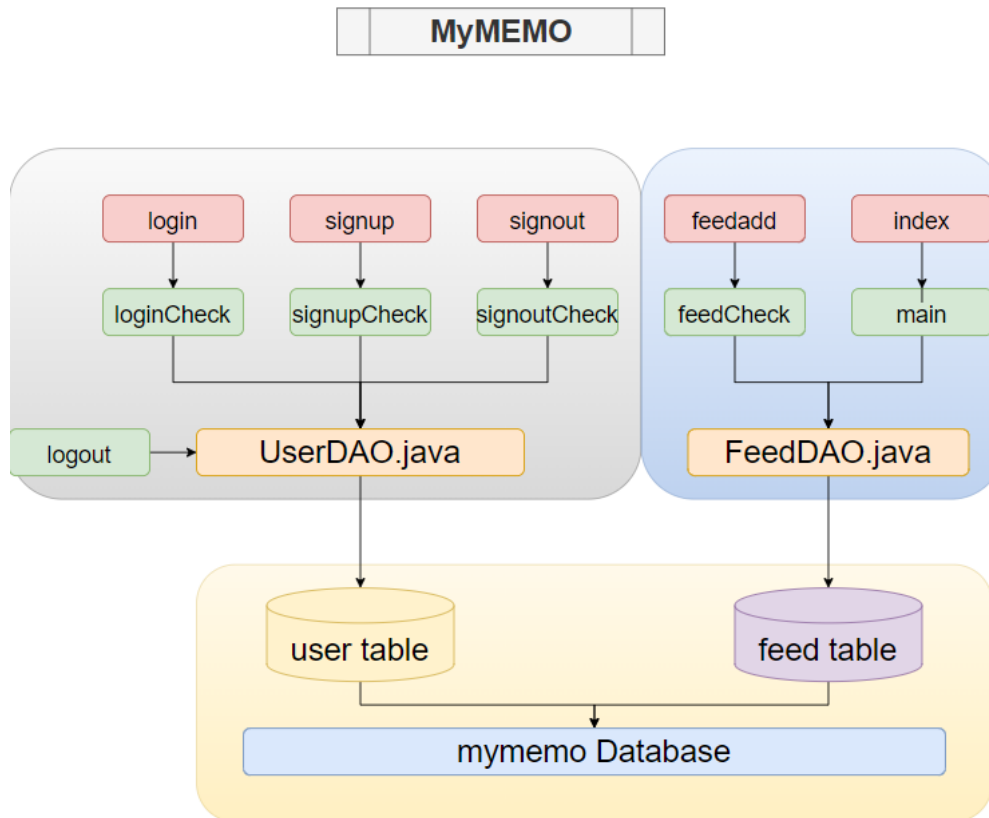 MyMEMO
login
signup
signout
feedadd
index
loginCheck
signupCheck
signoutCheck
feedCheck
main
logout
UserDAO.java
FeedDAO.java
user table
feed table
mymemo Database